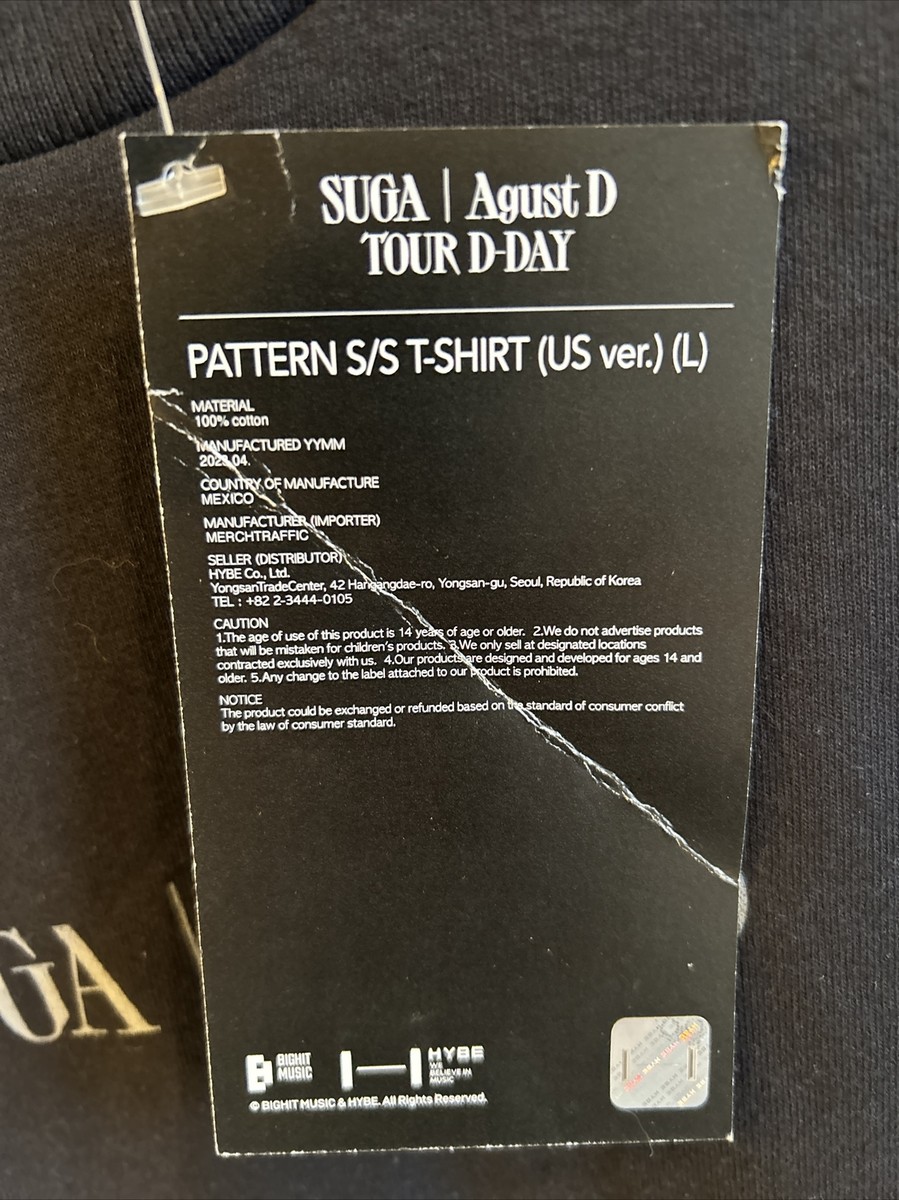 SUGA | Agust D
TOUR D-DAY
PATTERN S/S T-SHIRT (US ver.) (L)
MATERIAL
100% cotton
MANUFACTURED YYMM
2023.04.
COUNTRY OF MANUFACTURE
MEXICO
MANUFACTURER (IMPORTER)
MERCHTRAFFIC
SELLER (DISTRIBUTOR)
HYBE Co., Ltd.
YongsanTradeCenter, 42 Hangangdae-ro, Yongsan-gu, Seoul, Republic of Korea
TEL : +82 2-3444-0105
CAUTION
1.The age of use of this product is 14 years of age or older. 2.We do not advertise products
that will be mistaken for children's products. 3.We only sell at designated locations
contracted exclusively with us. 4.Our products are designed and developed for ages 14 and
older. 5.Any change to the label attached to our product is prohibited.
NOTICE
The product could be exchanged or refunded based on the standard of consumer conflict
by the law of consumer standard.
GA
BIGHIT
MUSIC
HYBE
WE
BELIEVE IN
MUSIC
© BIGHIT MUSIC & HYBE. All Rights Reserved.